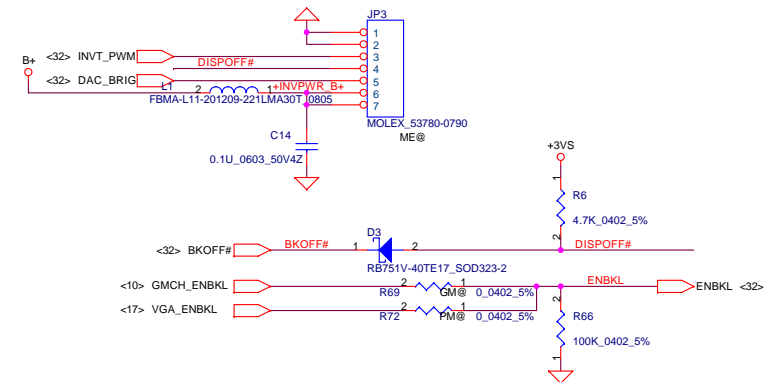 JP3
1
2
B+
<32> INVT_PWM
3
DISPOFF#
4
<32> DAC_BRIG
5
L1
2
1
+INVPWR_B+
6
FBMA-L11-201209-221LMA30T_0805
7
MOLEX_53780-0790
ME@
C14
0.1U_0603_50V4Z
+3VS
1
R6
4.7K_0402_5%
2
D3
<32> BKOFF#
BKOFF#
1
2
DISPOFF#
RB751V-40TE17_SOD323-2
<10> GMCH_ENBKL
2
1
ENBKL
ENBKL <32>
R69
GM@
0_0402_5%
<17> VGA_ENBKL
2
1
R72
PM@
0_0402_5%
2
R66
100K_0402_5%
1